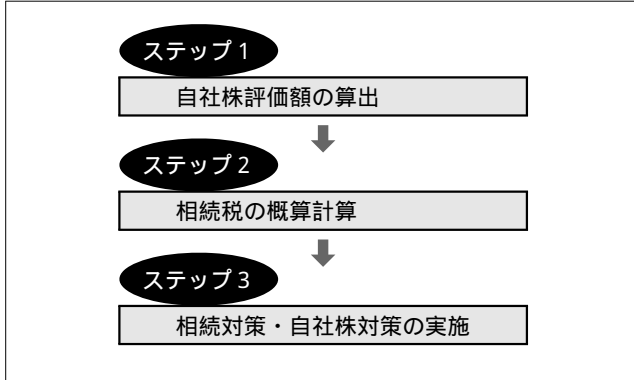 ステップ1
自社株評価額の算出
ステップ2
相続税の概算計算
ステップ3
相続対策・自社株対策の実施